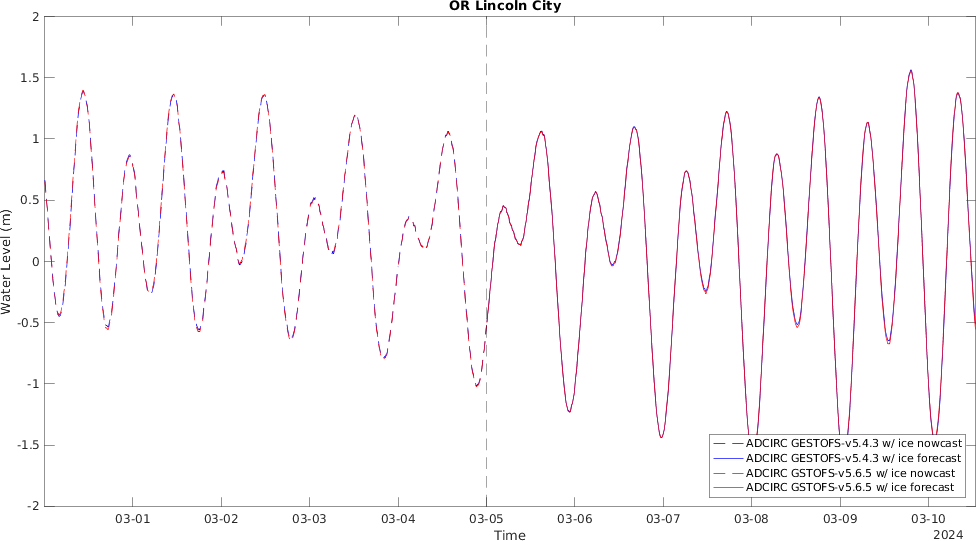 OR Lincoln City
2
1.5
1
0.5
0
-0.5
-1
-1.5
-2
Water Level (m)
03-01 03-02 03-03 03-04 03-05 03-06 03-07 03-08 03-09 03-10
Time
2024
ADCIRC GESTOFS-v5.4.3 w/ ice nowcast
ADCIRC GESTOFS-v5.4.3 w/ ice forecast
ADCIRC GSTOFS-v5.6.5 w/ ice nowcast
ADCIRC GSTOFS-v5.6.5 w/ ice forecast